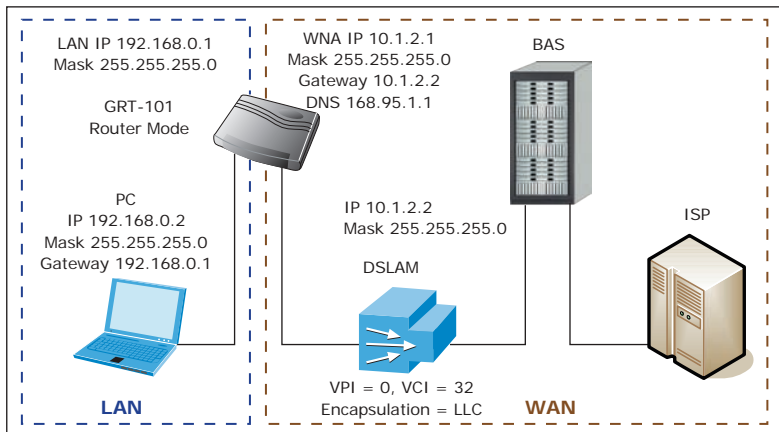 LAN IP 192.168.0.1
Mask 255.255.255.0
GRT-101
Router Mode
WNA IP 10.1.2.1
Mask 255.255.255.0
Gateway 10.1.2.2
DNS 168.95.1.1
BAS
PC
IP 192.168.0.2
Mask 255.255.255.0
Gateway 192.168.0.1
IP 10.1.2.2
Mask 255.255.255.0
DSLAM
ISP
VPI = 0, VCI = 32
Encapsulation = LLC
LAN
WAN